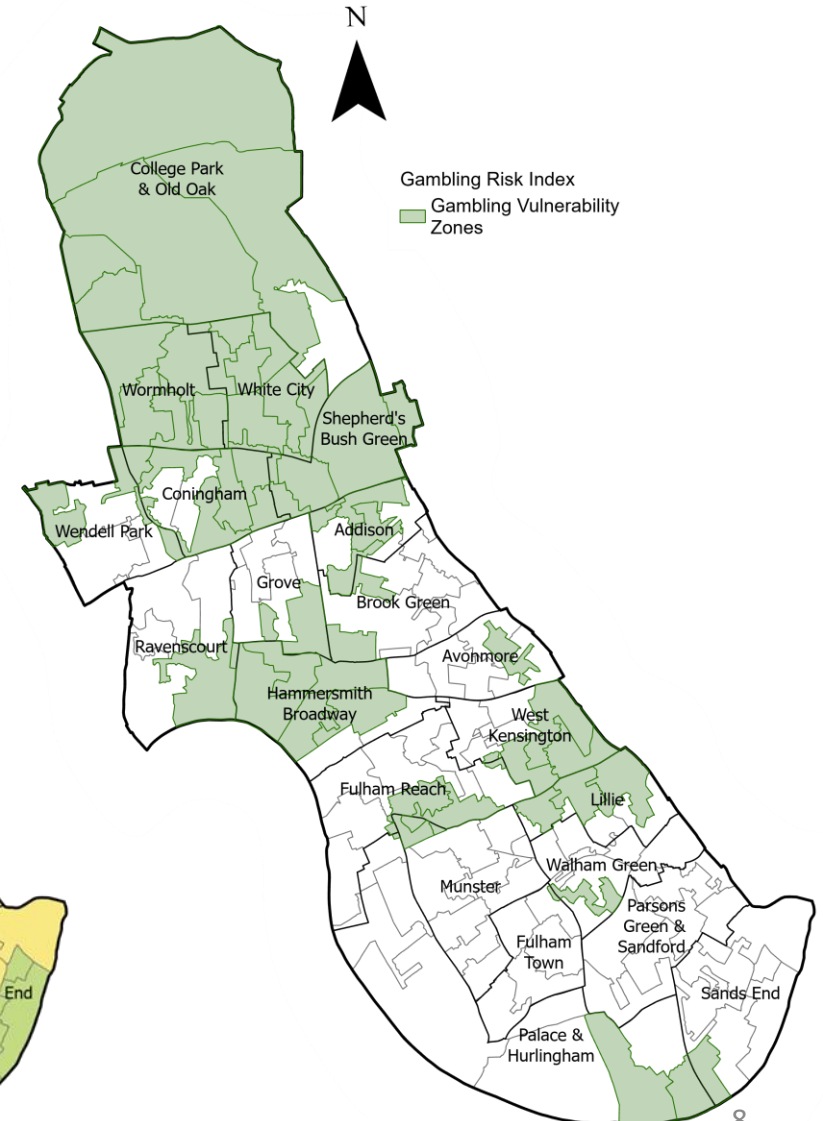 N
Gambling Risk Index
Gambling Vulnerability
Zones
College Park
& Old Oak
Wormholt
White City
Shepherd's
Bush Green
Coningham
Wendell Park
Addison
Grove
Brook Green
Ravenscourt
Avonmore
Hammersmith
Broadway
West
Kensington
Fulham Reach
Lillie
Walham Green
Munster
Parsons
Green &
Sandford
Fulham
Town
End
Sands End
Palace &
Hurlingham